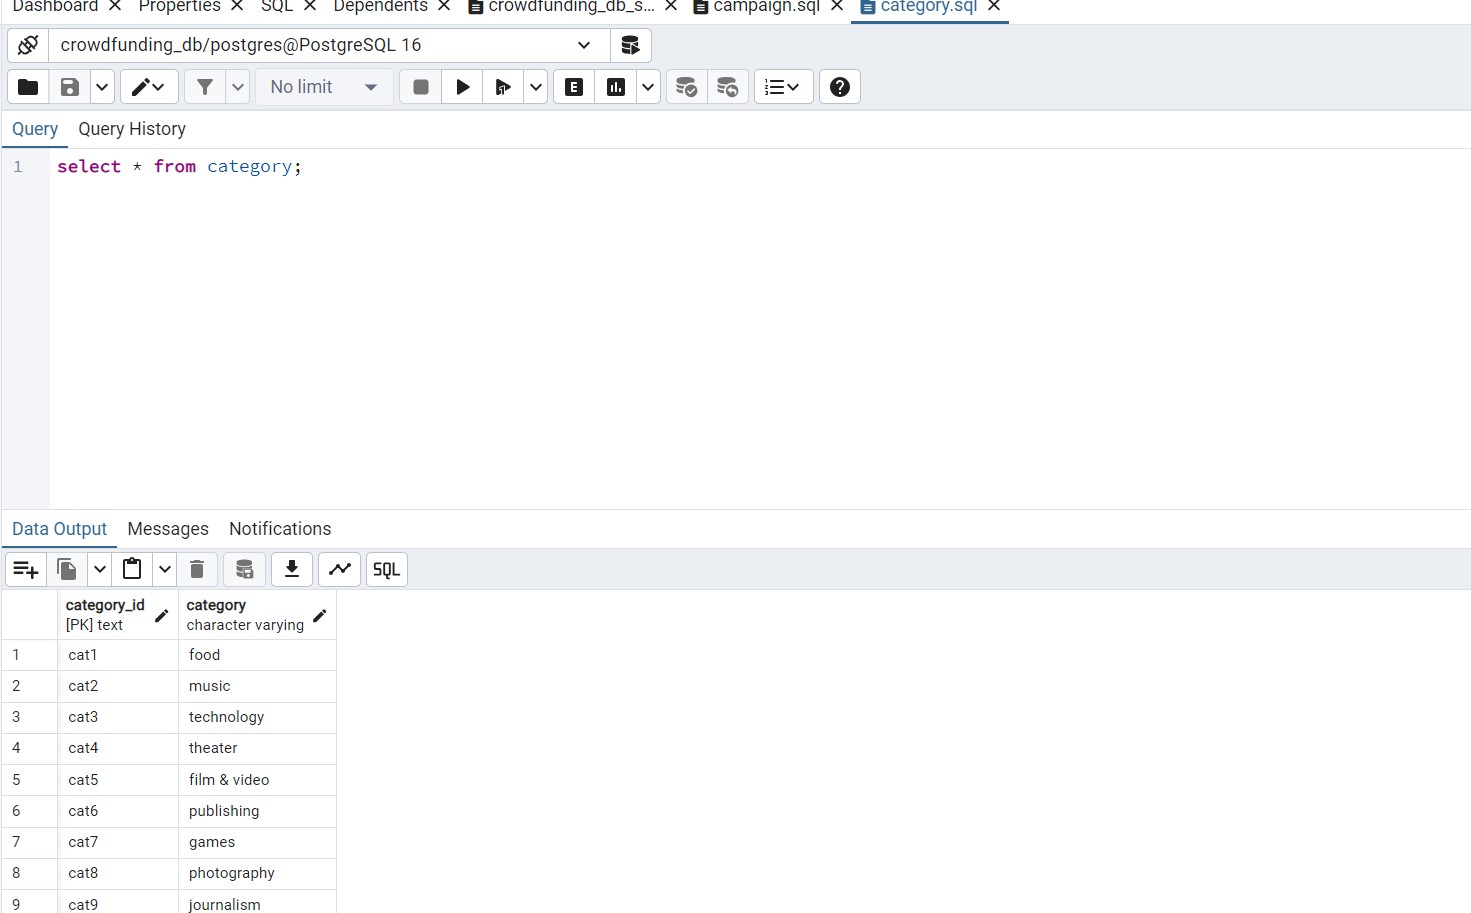 Dashboard Properties SQL Dependents crowdfunding_db_s... campaign.sql category.sql
crowdfunding_db/postgres@PostgreSQL 16
No limit E
Query Query History
1 select * from category;
Data Output Messages Notifications
SQL
category_id category
[PK] text character varying
1 cat1 food
2 cat2 music
3 cat3 technology
4 cat4 theater
5 cat5 film & video
6 cat6 publishing
7 cat7 games
8 cat8 photography
9 cat9 journalism